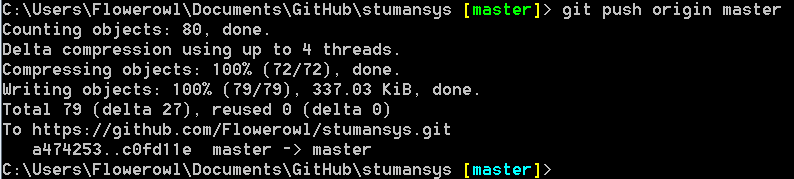 C:\Users\Flowerowl\Documents\GitHub\stumansys [master]> git push origin master
Counting objects: 80, done.
Delta compression using up to 4 threads.
Compressing objects: 100% (72/72), done.
Writing objects: 100% (79/79), 337.03 KiB, done.
Total 79 (delta 27), reused 0 (delta 0)
To https://github.com/Flowerowl/stumansys.git
   a474253..c0fd11e  master -> master
C:\Users\Flowerowl\Documents\GitHub\stumansys [master]>